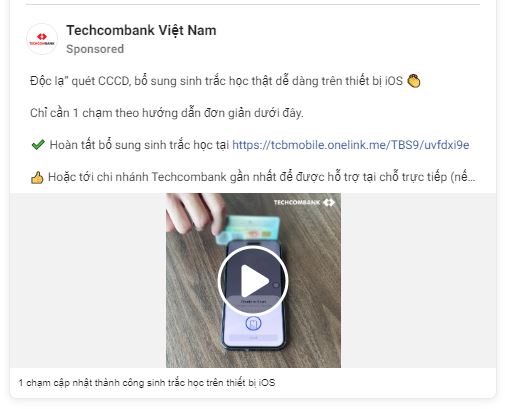 Techcombank Việt Nam
TECHCOMBANK
Sponsored
Độc lạ" quét CCCD, bổ sung sinh trắc học thật dễ dàng trên thiết bị iOS 👏
Chỉ cần 1 chạm theo hướng dẫn đơn giản dưới đây.
✔ Hoàn tất bổ sung sinh trắc học tại https://tcbmobile.onelink.me/TBS9/uvfdxi9e
👍 Hoặc tới chi nhánh Techcombank gần nhất để được hỗ trợ tại chỗ trực tiếp (nế...
TECHCOMBANK
1 chạm cập nhật thành công sinh trắc học trên thiết bị iOS